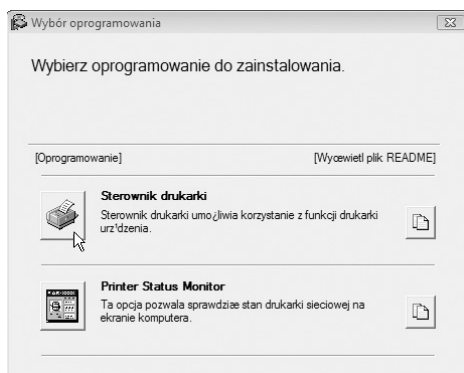 Wybór oprogramowania
Wybierz oprogramowanie do zainstalowania.
[Oprogramowanie] [Wyœwietl plik README]
Sterownik drukarki
Sterownik drukarki umo¿liwia korzystanie z funkcji drukarki
urz¹dzenia.
Printer Status Monitor
Ta opcja pozwala sprawdziæ stan drukarki sieciowej na
ekranie komputera.